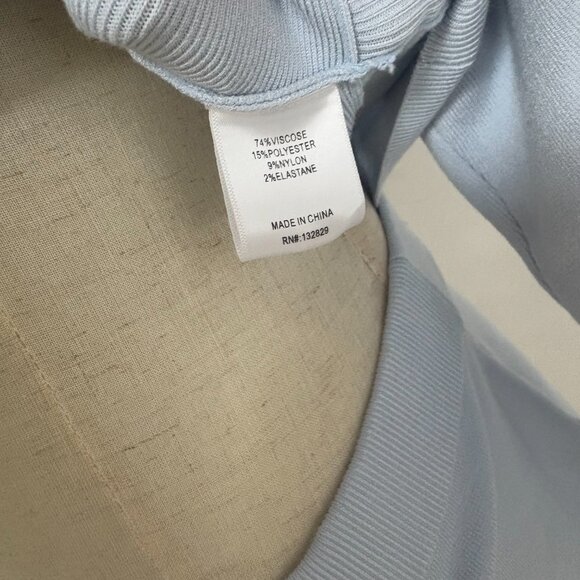 74%VISCOSE
15%POLYESTER
9%NYLON
2%ELASTANE
MADE IN CHINA
RN#:132829